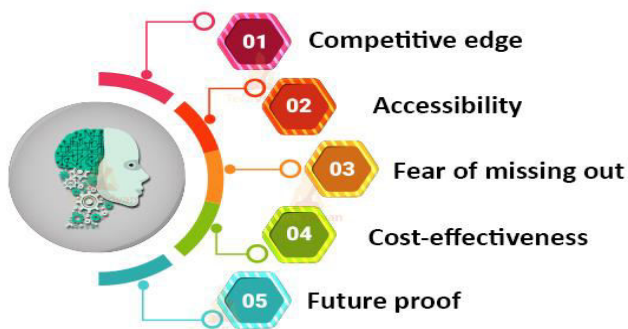 01 Competitive edge
02 Accessibility
03 Fear of missing out
04 Cost-effectiveness
05 Future proof